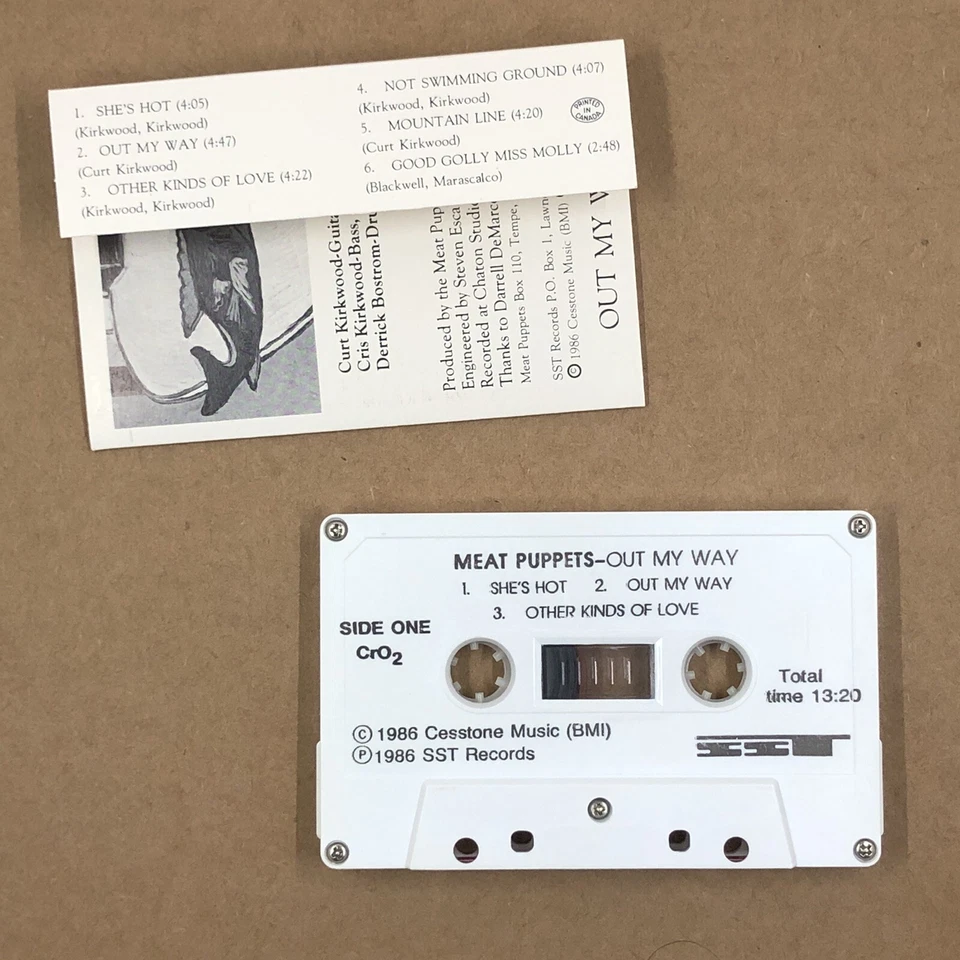 1. SHE'S HOT (4:05)
(Kirkwood, Kirkwood)
2. OUT MY WAY (4:47)
(Curt Kirkwood)
3. OTHER KINDS OF LOVE (4:22)
(Kirkwood, Kirkwood)
4. NOT SWIMMING GROUND (4:07)
(Kirkwood, Kirkwood)
5. MOUNTAIN LINE (4:20)
(Curt Kirkwood)
6. GOOD GOLLY MISS MOLLY (2:48)
(Blackwell, Marascalco)
PRINTED
IN
CANADA
Curt Kirkwood-Guita
Cris Kirkwood-Bass,
Derrick Bostrom-Dru
Produced by the Meat Pup
Engineered by Steven Esca
Recorded at Chaton Studi
Thanks to Darrell DeMarc
Meat Puppets Box 110, Tempe,
SST Records P.O. Box 1, Lawn
© 1986 Cesstone Music (BMI)
OUT MY W
MEAT PUPPETS–OUT MY WAY
1. SHE'S HOT 2. OUT MY WAY
3. OTHER KINDS OF LOVE
SIDE ONE
CrO2
Total
time 13:20
Ⓒ 1986 Cesstone Music (BMI)
Ⓟ 1986 SST Records
SST